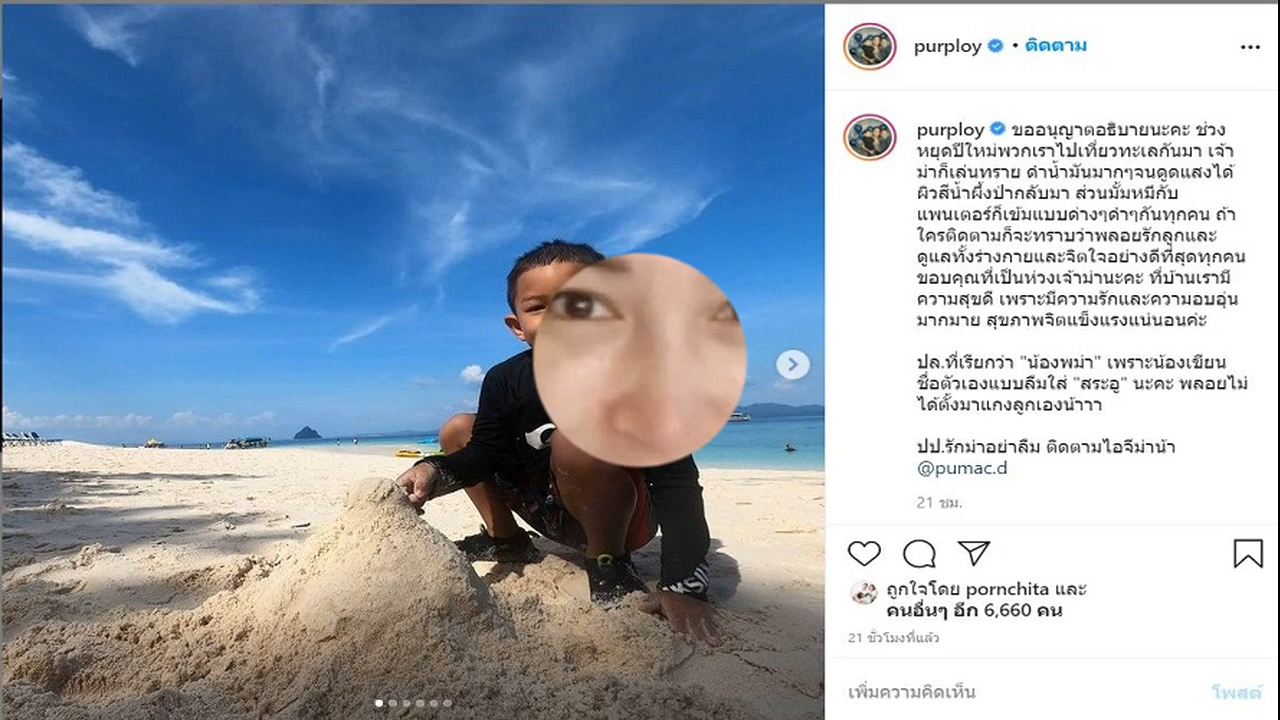 purploy • ติดตาม
purploy ขออนุญาตอธิบายนะคะ ช่วง
หยุดปีใหม่พวกเราไปเที่ยวทะเลกันมา เจ้า
ม่าก็เล่นทราย ดำน้ำมันมากๆจนดูดแสงได้
ผิวสีน้ำผึ้งป่ากลับมา ส่วนมั้มหมีกับ
แพนเตอร์ก็เข้มแบบด่างๆดำๆกันทุกคน ถ้า
ใครติดตามก็จะทราบว่าพลอยรักลูกและ
ดูแลทั้งร่างกายและจิตใจอย่างดีที่สุดทุกคน
ขอบคุณที่เป็นห่วงเจ้าม่านะคะ ที่บ้านเรามี
ความสุขดี เพราะมีความรักและความอบอุ่น
มากมาย สุขภาพจิตแข็งแรงแน่นอนค่ะ
ปล.ที่เรียกว่า "น้องพม่า" เพราะน้องเขียน
ชื่อตัวเองแบบลืมใส่ "สระอู" นะคะ พลอยไม่
ได้ตั้งมาแกงลูกเองน้าาา
ปป.รักม่าอย่าลืม ติดตามไอจีม่าน้า
@pumac.d
21 ชม.
ถูกใจโดย pornchita และ
คนอื่นๆ อีก 6,660 คน
21 ชั่วโมงที่แล้ว
เพิ่มความคิดเห็น โพสต์